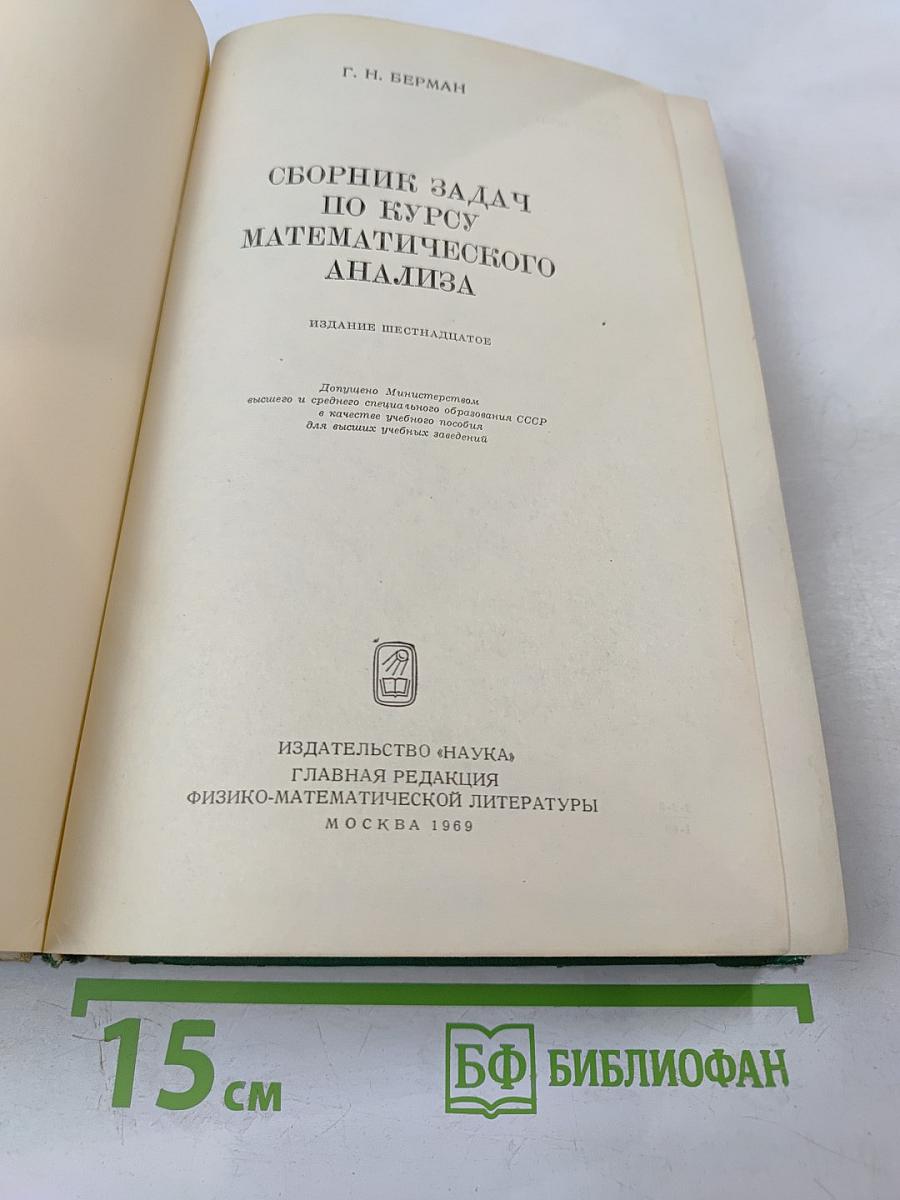 Г. Н. БЕРМАН
СБОРНИК ЗАДАЧ
ПО КУРСУ
МАТЕМАТИЧЕСКОГО
АНАЛИЗА
ИЗДАНИЕ ШЕСТНАДЦАТОЕ
Допущено Министерством
высшего и среднего специального образования СССР
в качестве учебного пособия
для высших учебных заведений
ИЗДАТЕЛЬСТВО «НАУКА»
ГЛАВНАЯ РЕДАКЦИЯ
ФИЗИКО-МАТЕМАТИЧЕСКОЙ ЛИТЕРАТУРЫ
МОСКВА 1969
15 см
БФ БИБЛИОФАН